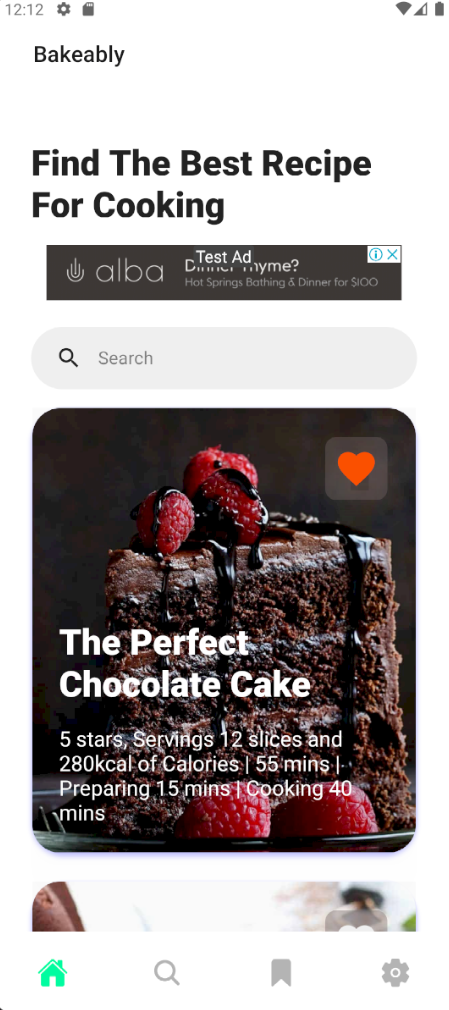 12:12
Bakeably
Find The Best Recipe
For Cooking
Test Ad
alba
Hot Springs Bathing & Dinner for $100
Search
The Perfect
Chocolate Cake
5 stars, Servings 12 slices and
280kcal of Calories | 55 mins |
Preparing 15 mins | Cooking 40
mins